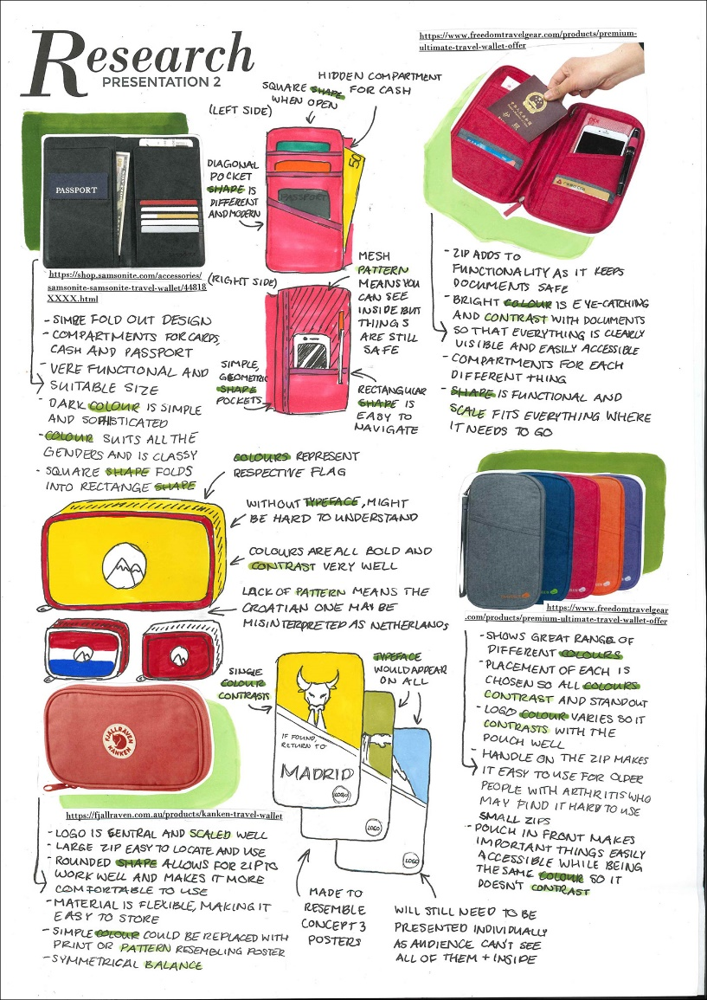 Research
PRESENTATION 2
https://www.freedomtravelgear.com/products/premium-
ultimate-travel-wallet-offer
HIDDEN COMPARTMENT
FOR CASH
SQUARE SHAPE
WHEN OPEN
(LEFT SIDE)
DIAGONAL
POCKET
SHAPE IS
DIFFERENT
AND MODERN
PASSPORT
50
PASSPORT
https://shop.samsonite.com/accessories/
samsonite-samsonite-travel-wallet/44818
XXXX.html
(RIGHT SIDE)
MESH
PATTERN
MEANS YOU
CAN SEE
INSIDE BUT
THINGS
ARE STILL
SAFE
SIMPLE,
GEOMETRIC
SHAPE
POCKETS
RECTANGULAR
SHAPE IS
EASY TO
NAVIGATE
- SIMPLE FOLD OUT DESIGN
- COMPARTMENTS FOR CARDS,
CASH AND PASSPORT
- VERE FUNCTIONAL AND
SUITABLE SIZE
- DARK COLOUR IS SIMPLE
AND SOPHISTICATED
- COLOUR SUITS ALL THE
GENDERS AND IS CLASSY
- SQUARE SHAPE FOLDS
INTO RECTANGE SHAPE
- ZIP ADDS TO
FUNCTIONALITY AS IT KEEPS
DOCUMENTS SAFE
- BRIGHT COLOUR IS EYE-CATCHING
AND CONTRAST WITH DOCUMENTS
SO THAT EVERYTHING IS CLEARLY
VISIBLE AND EASILY ACCESSIBLE
- COMPARTMENTS FOR EACH
DIFFERENT THING
- SHAPE IS FUNCTIONAL AND
SCALE FITS EVERYTHING WHERE
IT NEEDS TO GO
COLOURS REPRESENT
RESPECTIVE FLAG
WITHOUT TYPEFACE, MIGHT
BE HARD TO UNDERSTAND
COLOURS ARE ALL BOLD AND
CONTRAST VERY WELL
LACK OF PATTERN MEANS THE
CROATIAN ONE MAY BE
MISINTERPRETED AS NETHERLANDS
https://www.freedomtravelgear
.com/products/premium-ultimate-travel-wallet-offer
- SHOWS GREAT RANGE OF
DIFFERENT COLOURS
- PLACEMENT OF EACH IS
CHOSEN SO ALL COLOURS
CONTRAST AND STANDOUT
- LOGO COLOUR VARIES SO IT
CONTRASTS WITH THE
POUCH WELL
- HANDLE ON THE ZIP MAKES
IT EASY TO USE FOR OLDER
PEOPLE WITH ARTHRITIS WHO
MAY FIND IT HARD TO USE
SMALL ZIPS
- POUCH IN FRONT MAKES
IMPORTANT THINGS EASILY
ACCESSIBLE WHILE BEING
THE SAME COLOUR SO IT
DOESN'T CONTRAST
SINGLE
COLOUR
CONTRAST
TYPEFACE
WOULD APPEAR
ON ALL
IF FOUND,
RETURN TO
MADRID
LOGO
LOGO
LOGO
FJÄLLRÄVEN
KÅNKEN
https://fjallraven.com.au/products/kanken-travel-wallet
- LOGO IS CENTRAL AND SCALED WELL
- LARGE ZIP EASY TO LOCATE AND USE
- ROUNDED SHAPE ALLOWS FOR ZIP TO
WORK WELL AND MAKES IT MORE
COMFORTABLE TO USE
- MATERIAL IS FLEXIBLE, MAKING IT
EASY TO STORE
- SIMPLE COLOUR COULD BE REPLACED WITH
PRINT OR PATTERN RESEMBLING POSTER
- SYMMETRICAL BALANCE
MADE TO
RESEMBLE
CONCEPT 3
POSTERS
WILL STILL NEED TO BE
PRESENTED INDIVIDUALLY
AS AUDIENCE CAN'T SEE
ALL OF THEM + INSIDE